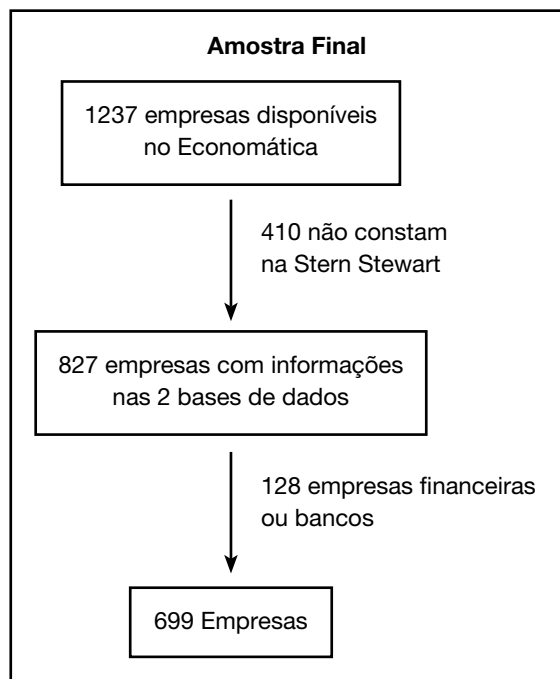 Amostra Final
1237 empresas disponíveis
no Economática
410 não constam
na Stern Stewart
827 empresas com informações
nas 2 bases de dados
128 empresas financeiras
ou bancos
699 Empresas